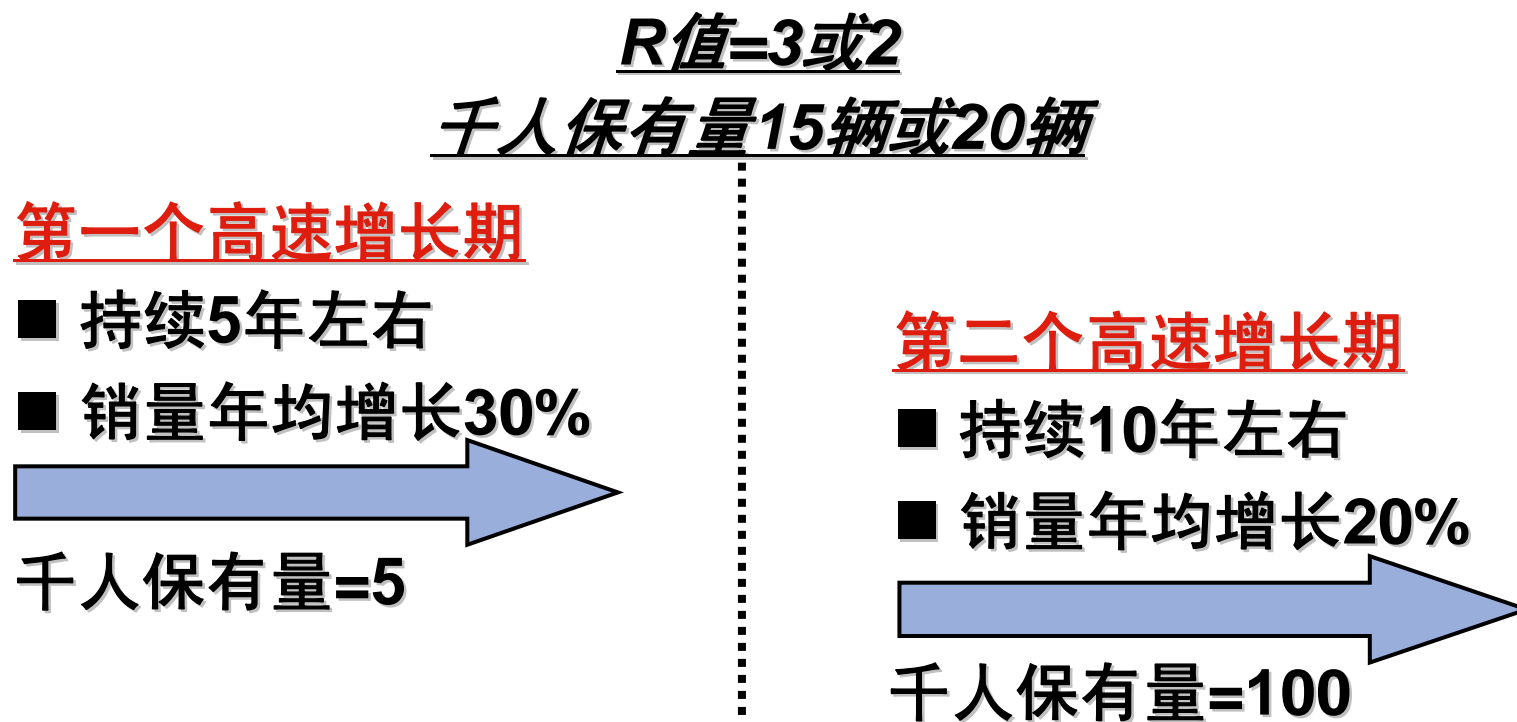 R值=3或2
千人保有量15辆或20辆
第一个高速增长期
■ 持续5年左右
■ 销量年均增长30%
千人保有量=5
第二个高速增长期
■ 持续10年左右
■ 销量年均增长20%
千人保有量=100